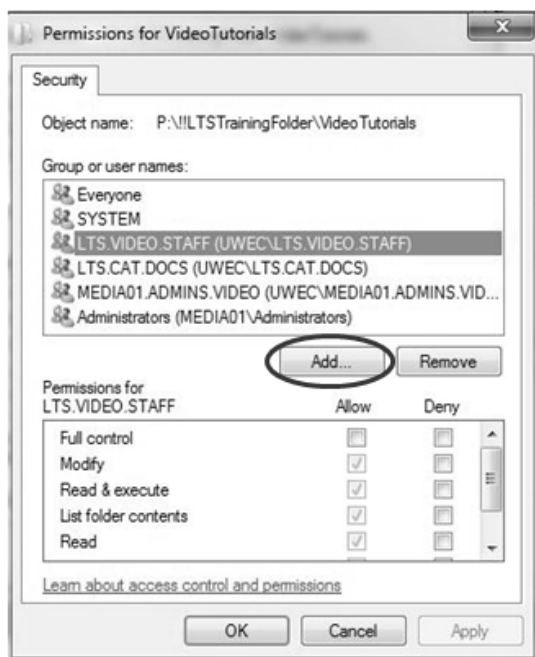 Permissions for VideoTutorials
Security
Object name: P:\!!LTSTrainingFolder\VideoTutorials
Group or user names:
Everyone
SYSTEM
LTS.VIDEO.STAFF (UWEC\LTS.VIDEO.STAFF)
LTS.CAT.DOCS (UWEC\LTS.CAT.DOCS)
MEDIA01.ADMINS.VIDEO (UWEC\MEDIA01.ADMINS.VID...
Administrators (MEDIA01\Administrators)
Add... Remove
Permissions for
LTS.VIDEO.STAFF Allow Deny
Full control
Modify
Read & execute
List folder contents
Read
Learn about access control and permissions
OK Cancel Apply